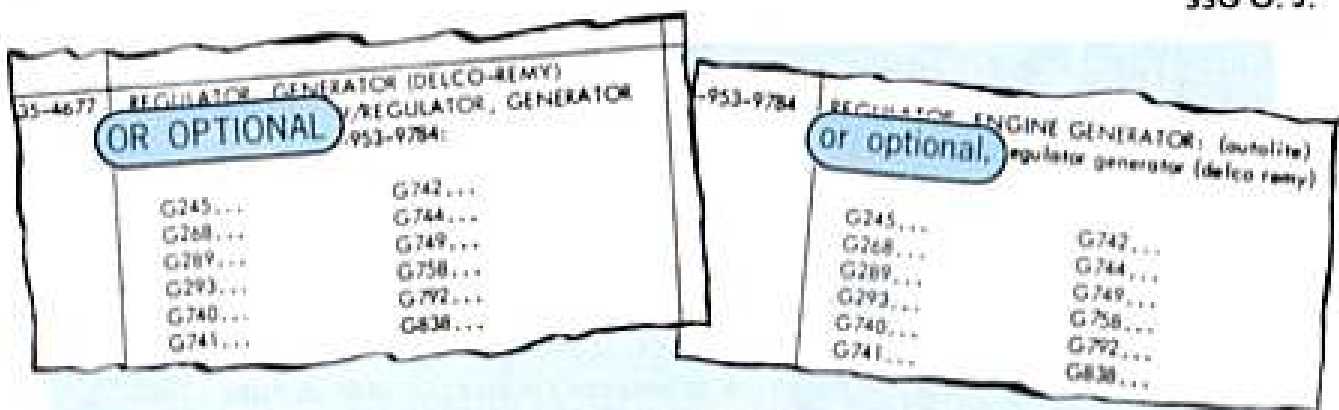 35-4677 REGULATOR, GENERATOR (DELCO-REMY)
OR OPTIONAL /REGULATOR, GENERATOR
953-9784:
G245... G742...
G268... G744...
G289... G749...
G293... G758...
G740... G792...
G741... G838...
-953-9784 REGULATOR, ENGINE GENERATOR: (autolite)
or optional, regulator generator (delco remy)
G245... G742...
G268... G744...
G289... G749...
G293... G758...
G740... G792...
G741... G838...